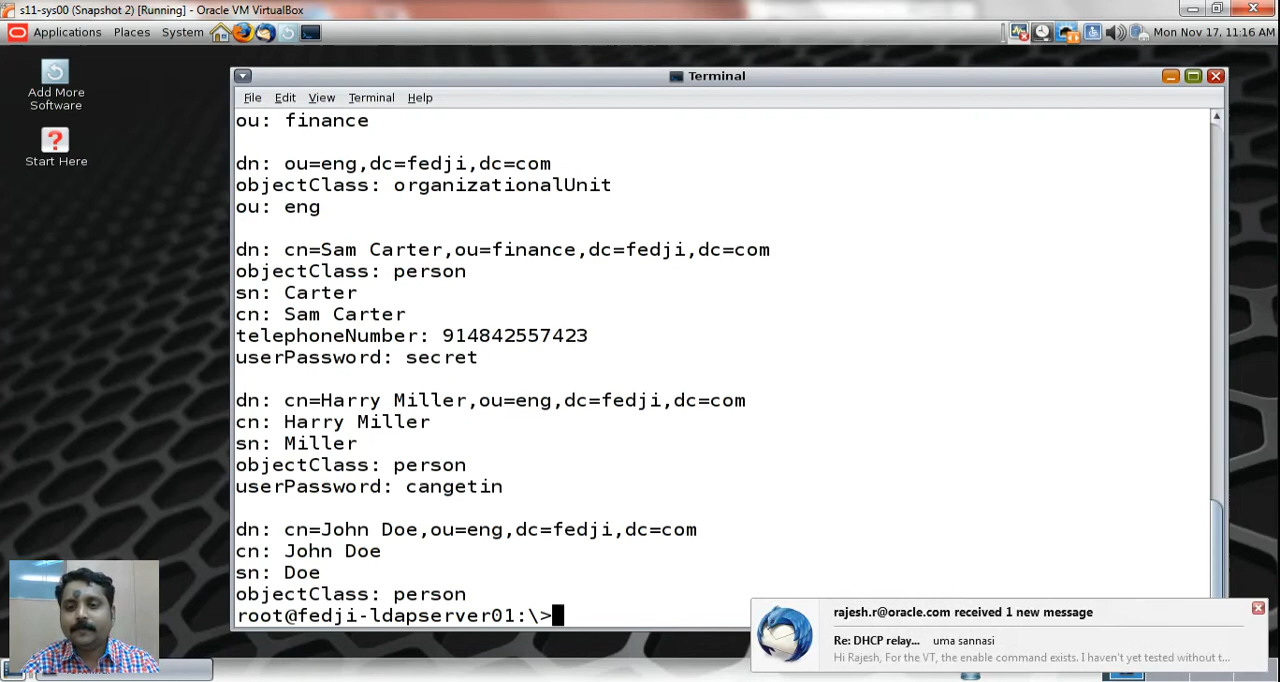 s11-sys00 (Snapshot 2) [Running] - Oracle VM VirtualBox
Applications Places System Mon Nov 17, 11:16 AM
Add More
Software
Start Here
Terminal
File Edit View Terminal Help
ou: finance
dn: ou=eng,dc=fedji,dc=com
objectClass: organizationalUnit
ou: eng
dn: cn=Sam Carter,ou=finance,dc=fedji,dc=com
objectClass: person
sn: Carter
cn: Sam Carter
telephoneNumber: 914842557423
userPassword: secret
dn: cn=Harry Miller,ou=eng,dc=fedji,dc=com
cn: Harry Miller
sn: Miller
objectClass: person
userPassword: cangetin
dn: cn=John Doe,ou=eng,dc=fedji,dc=com
cn: John Doe
sn: Doe
objectClass: person
root@fedji-ldapserver01:\>
rajesh.r@oracle.com received 1 new message
Re: DHCP relay... uma sannasi
Hi Rajesh, For the VT, the enable command exists. I haven't yet tested without t...